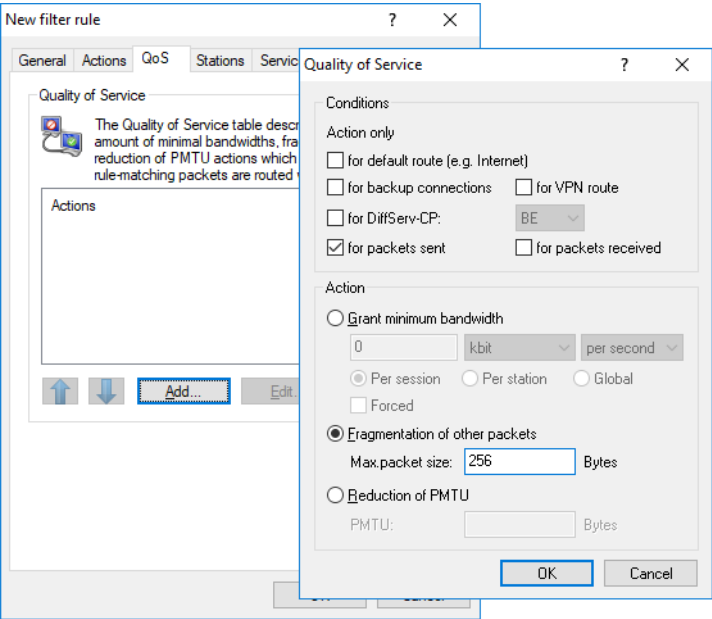 New filter rule
General Actions QoS Stations Servic
Quality of Service
The Quality of Service table descr
amount of minimal bandwidths, fra
reduction of PMTU actions which
rule-matching packets are routed
Actions
Add...
Edit..
Quality of Service
Conditions
Action only
for default route (e.g. Internet)
for backup connections for VPN route
for DiffServ-CP: BE
for packets sent for packets received
Action
Grant minimum bandwidth
0 kbit per second
Per session Per station Global
Forced
Fragmentation of other packets
Max.packet size: 256 Bytes
Reduction of PMTU
PMTU: Bytes
OK Cancel